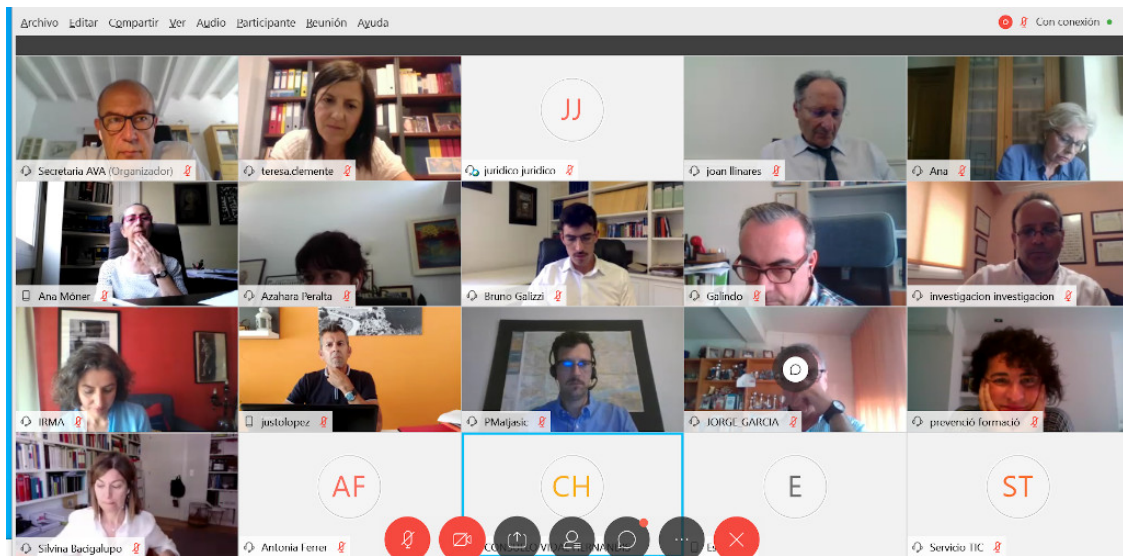 Archivo Editar Compartir Ver Audio Participante Reunión Ayuda
Con conexión
JJ
Secretaria AVA (Organizador)
teresa.clemente
juridico juridico
joan llinares
Ana
Ana Móner
Azahara Peralta
Bruno Galizzi
Galindo
investigacion investigacion
IRMA
justolopez
PMatjasic
JORGE GARCIA
prevenció formació
AF
CH
E
ST
Silvina Bacigalupo
Antonia Ferrer
Servicio TIC